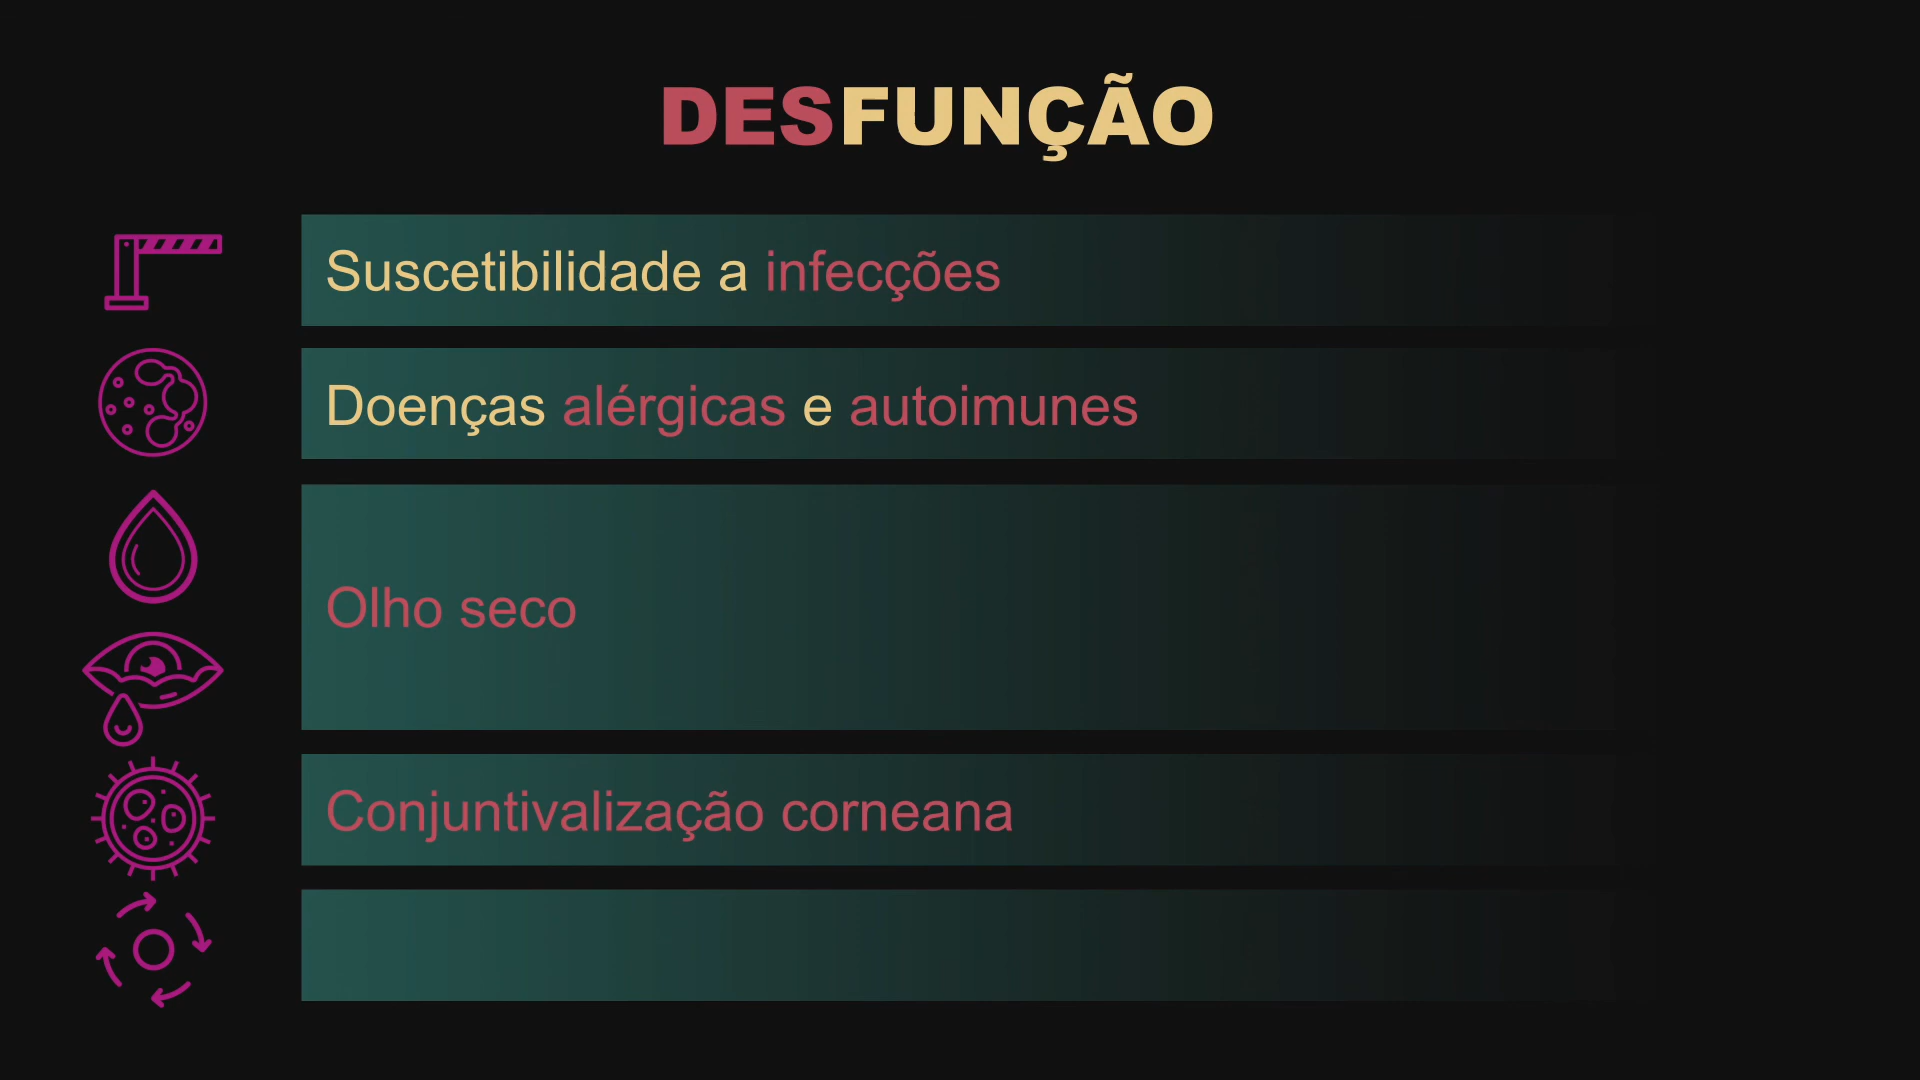 DESFUNÇÃO
Suscetibilidade a infecções
Doenças alérgicas e autoimunes
Olho seco
Conjuntivalização corneana